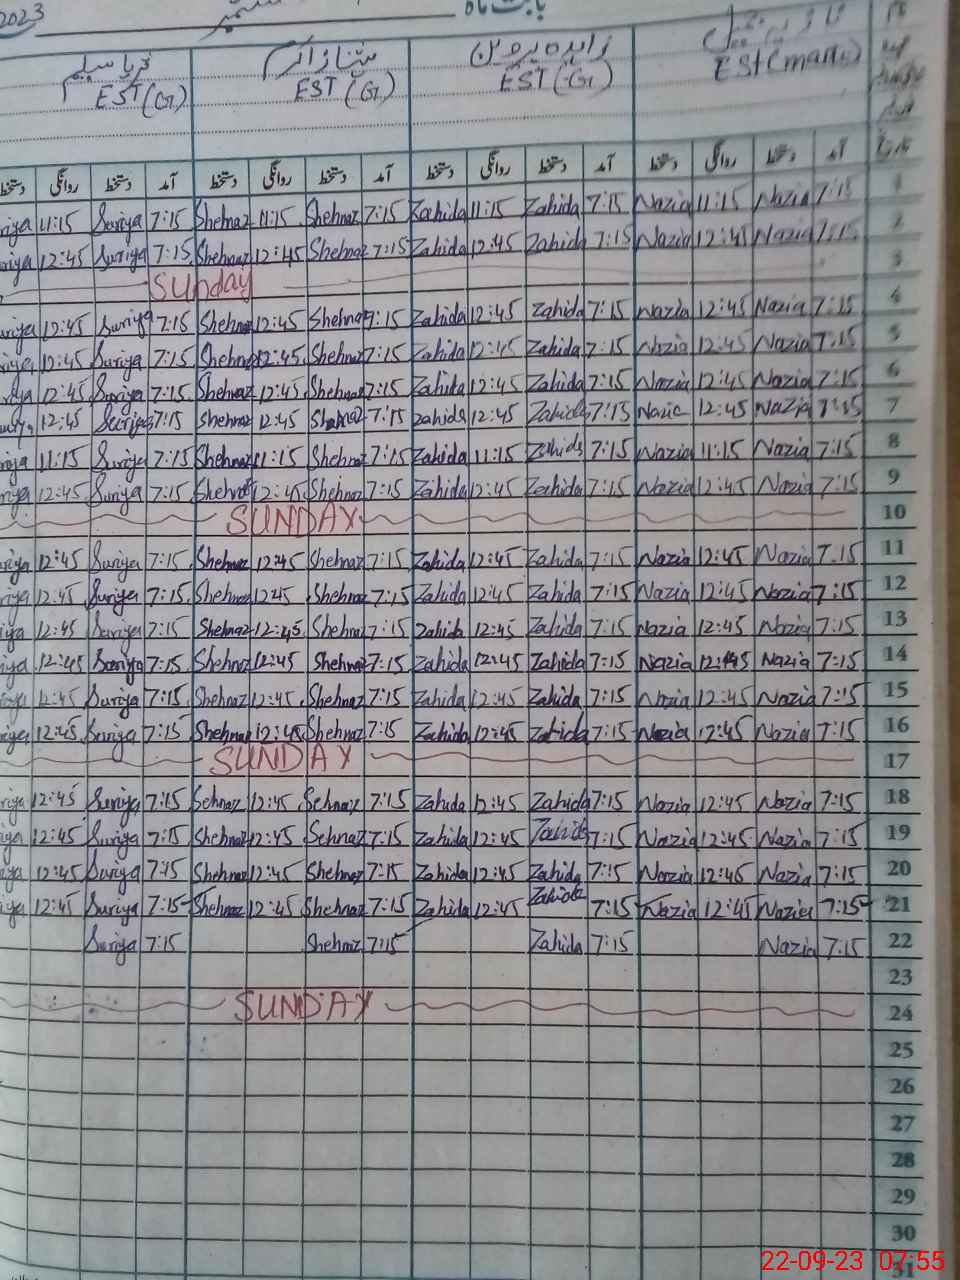 2023 ستمبر بابت ماہ
ثریا سلیم شہناز اکرم زاہدہ پروین
EST(G) EST(G) EST(G) EST(math)
دستخط روانگی دستخط آمد دستخط روانگی دستخط آمد دستخط روانگی دستخط آمد دستخط روانگی دستخط آمد تاریخ
riya 11:15 Suriya 7:15 Shehnaz 11:15 Shehnaz 7:15 Zahida 11:15 Zahida 7:15 Nazia 11:15 Nazia 7:15 1
riya 12:45 Suriya 7:15 Shehnaz 12:45 Shehnaz 7:15 Zahida 12:45 Zahida 7:15 Nazia 12:45 Nazia 7:15 2
Sunday 3
uriya 12:45 Suriya 7:15 Shehnaz 12:45 Shehnaz 7:15 Zahida 12:45 Zahida 7:15 Nazia 12:45 Nazia 7:15 4
riya 12:45 Suriya 7:15 Shehnaz 12:45 Shehnaz 7:15 Zahida 12:45 Zahida 7:15 Nazia 12:45 Nazia 7:15 5
riya 12:45 Suriya 7:15 Shehnaz 12:45 Shehnaz 7:15 Zahida 12:45 Zahida 7:15 Nazia 12:45 Nazia 7:15 6
12:45 Suriya 7:15 Shehnaz 12:45 Shehnaz 7:15 Zahida 12:45 Zahida 7:15 Nazia 12:45 Nazia 7:15 7
riya 11:15 Suriya 7:15 Shehnaz 11:15 Shehnaz 7:15 Zahida 11:15 Zahida 7:15 Nazia 11:15 Nazia 7:15 8
riya 12:45 Suriya 7:15 Shehnaz 12:45 Shehnaz 7:15 Zahida 12:45 Zahida 7:15 Nazia 12:45 Nazia 7:15 9
SUNDAY 10
riya 12:45 Suriya 7:15 Shehnaz 12:45 Shehnaz 7:15 Zahida 12:45 Zahida 7:15 Nazia 12:45 Nazia 7:15 11
riya 12:45 Suriya 7:15 Shehnaz 12:45 Shehnaz 7:15 Zahida 12:45 Zahida 7:15 Nazia 12:45 Nazia 7:15 12
iya 12:45 Suriya 7:15 Shehnaz 12:45 Shehnaz 7:15 Zahida 12:45 Zahida 7:15 Nazia 12:45 Nazia 7:15 13
iya 12:45 Suriya 7:15 Shehnaz 12:45 Shehnaz 7:15 Zahida 12:45 Zahida 7:15 Nazia 12:45 Nazia 7:15 14
iya 12:45 Suriya 7:15 Shehnaz 12:45 Shehnaz 7:15 Zahida 12:45 Zahida 7:15 Nazia 12:45 Nazia 7:15 15
iya 12:45 Suriya 7:15 Shehnaz 12:45 Shehnaz 7:15 Zahida 12:45 Zahida 7:15 Nazia 12:45 Nazia 7:15 16
SUNDAY 17
riya 12:45 Suriya 7:15 Sehnaz 12:45 Sehnaz 7:15 Zahida 12:45 Zahida 7:15 Nazia 12:45 Nazia 7:15 18
iya 12:45 Suriya 7:15 Shehnaz 12:45 Sehnaz 7:15 Zahida 12:45 Zahida 7:15 Nazia 12:45 Nazia 7:15 19
iya 12:45 Suriya 7:15 Shehnaz 12:45 Shehnaz 7:15 Zahida 12:45 Zahida 7:15 Nazia 12:45 Nazia 7:15 20
iya 12:45 Suriya 7:15 Shehnaz 12:45 Shehnaz 7:15 Zahida 12:45 Zahida 7:15 Nazia 12:45 Nazia 7:15 21
Suriya 7:15 Shehnaz 7:15 Zahida 7:15 Nazia 7:15 22
23
SUNDAY 24
25
26
27
28
29
30
31
22-09-23 07:55